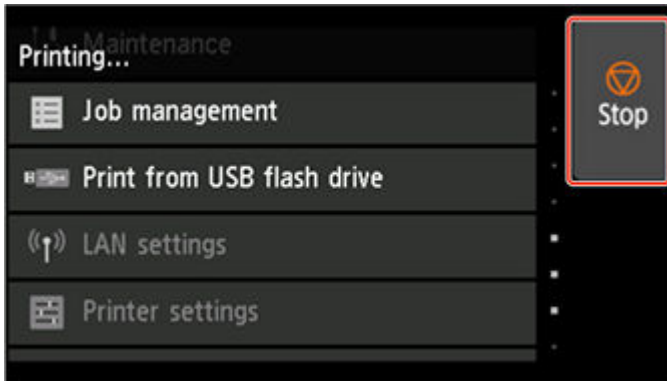 Maintenance
Printing...
Job management
Stop
Print from USB flash drive
LAN settings
Printer settings